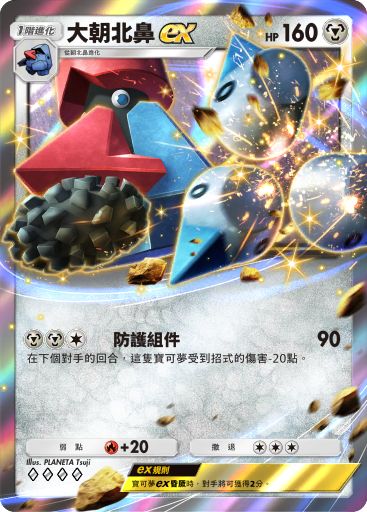 1階進化 大朝北鼻 ex HP 160
從朝北鼻進化
防護組件 90
在下個對手的回合，這隻寶可夢受到招式的傷害-20點。
弱點 +20 撤退
Illus. PLANETA Tsuji
ex規則
寶可夢ex昏厥時，對手將可獲得2分。